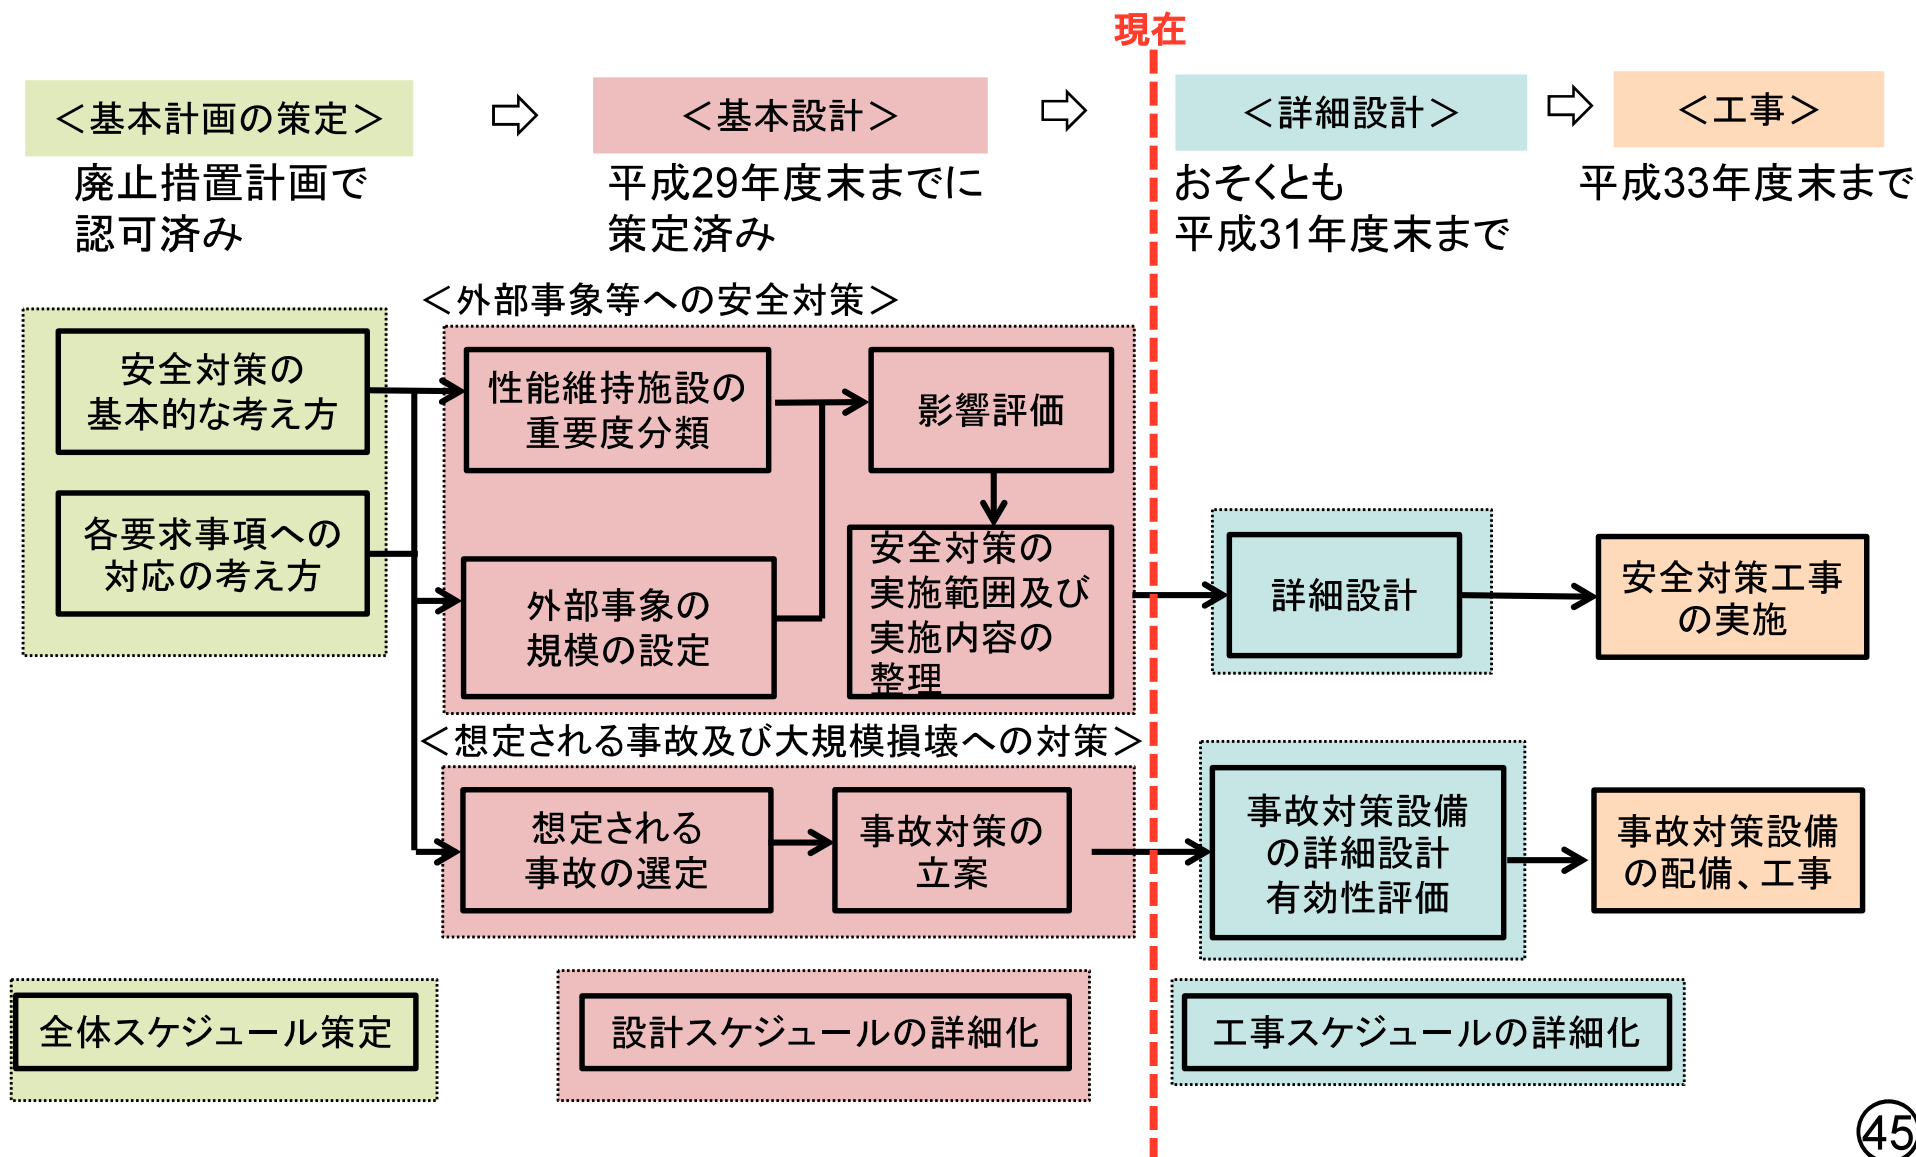 現在
＜基本計画の策定＞
⇨
＜基本設計＞
⇨
＜詳細設計＞
⇨
＜工事＞
廃止措置計画で
認可済み
平成29年度末までに
策定済み
おそくとも
平成31年度末まで
平成33年度末まで
＜外部事象等への安全対策＞
安全対策の
基本的な考え方
各要求事項への
対応の考え方
性能維持施設の
重要度分類
影響評価
外部事象の
規模の設定
安全対策の
実施範囲及び
実施内容の
整理
詳細設計
安全対策工事
の実施
＜想定される事故及び大規模損壊への対策＞
想定される
事故の選定
事故対策の
立案
事故対策設備
の詳細設計
有効性評価
事故対策設備
の配備、工事
全体スケジュール策定
設計スケジュールの詳細化
工事スケジュールの詳細化
㊺